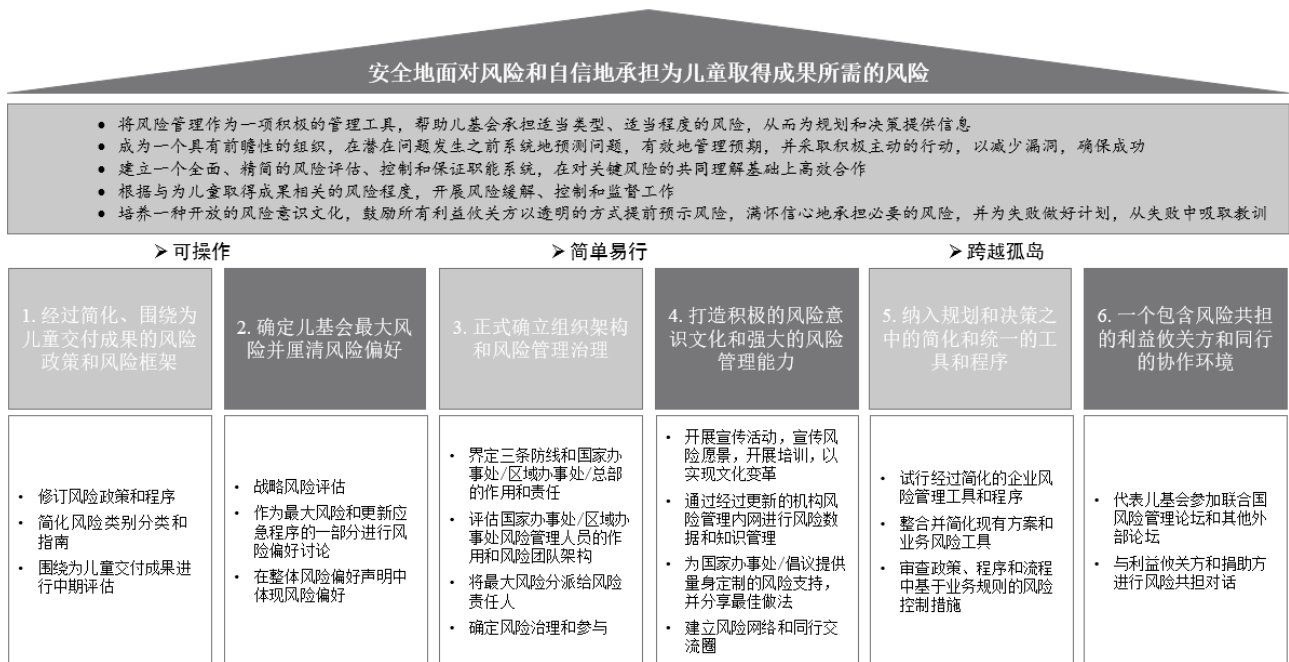 安全地面对风险和自信地承担为儿童取得成果所需的风险
• 将风险管理作为一项积极的管理工具，帮助儿基会承担适当类型、适当程度的风险，从而为规划和决策提供信息
• 成为一个具有前瞻性的组织，在潜在问题发生之前系统地预测问题，有效地管理预期，并采取积极主动的行动，以减少漏洞，确保成功
• 建立一个全面、精简的风险评估、控制和保证职能系统，在对关键风险的共同理解基础上高效合作
• 根据与为儿童取得成果相关的风险程度，开展风险缓解、控制和监督工作
• 培养一种开放的风险意识文化，鼓励所有利益攸关方以透明的方式提前预示风险，满怀信心地承担必要的风险，并为失败做好计划，从失败中吸取教训
➤ 可操作
➤ 简单易行
➤ 跨越孤岛
1. 经过简化、围绕为
儿童交付成果的风险
政策和风险框架
2. 确定儿基会最大风
险并厘清风险偏好
3. 正式确立组织架构
和风险管理治理
4. 打造积极的风险意
识文化和强大的风险
管理能力
5. 纳入规划和决策之
中的简化和统一的工
具和程序
6. 一个包含风险共担
的利益攸关方和同行
的协作环境
• 修订风险政策和程序
• 简化风险类别分类和
指南
• 围绕为儿童交付成果进
行中期评估
• 战略风险评估
• 作为最大风险和更新应
急程序的一部分进行风
险偏好讨论
• 在整体风险偏好声明中
体现风险偏好
• 界定三条防线和国家办
事处/区域办事处/总部
的作用和责任
• 评估国家办事处/区域办
事处风险管理人员的作
用和风险团队架构
• 将最大风险分派给风险
责任人
• 确定风险治理和参与
• 开展宣传活动，宣传风
险愿景，开展培训，以
实现文化变革
• 通过经过更新的机构风
险管理内网进行风险数
据和知识管理
• 为国家办事处/倡议提供
量身定制的风险支持，
并分享最佳做法
• 建立风险网络和同行交
流圈
• 试行经过简化的企业风
险管理工具和程序
• 整合并简化现有方案和
业务风险工具
• 审查政策、程序和流程
中基于业务规则的风险
控制措施
• 代表儿基会参加联合国
风险管理论坛和其他外
部论坛
• 与利益攸关方和捐助方
进行风险共担对话